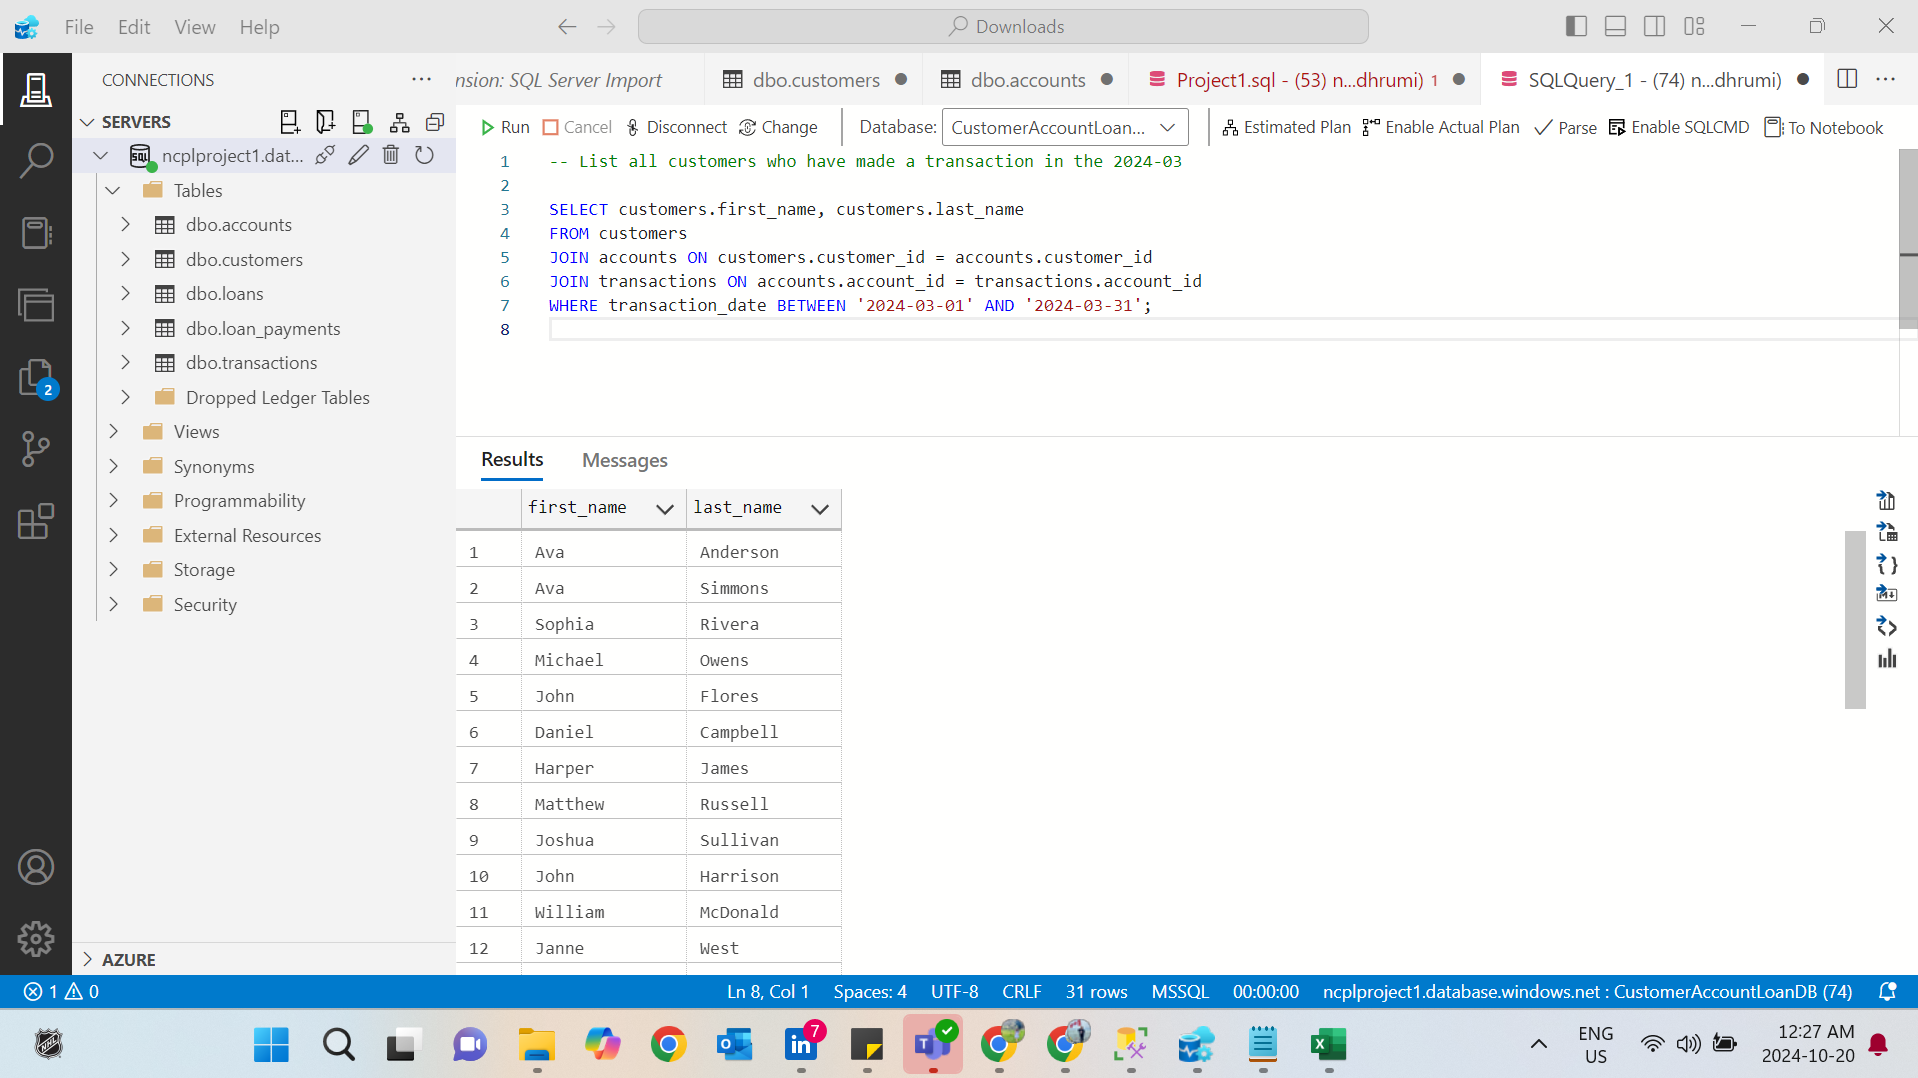 File Edit View Help
Downloads
CONNECTIONS
nsion: SQL Server Import
dbo.customers
dbo.accounts
Project1.sql - (53) n...dhrumi) 1
SQLQuery_1 - (74) n...dhrumi)
SERVERS
Run Cancel Disconnect Change Database: CustomerAccountLoan... Estimated Plan Enable Actual Plan Parse Enable SQLCMD To Notebook
ncplproject1.dat...
Tables
dbo.accounts
dbo.customers
dbo.loans
dbo.loan_payments
dbo.transactions
Dropped Ledger Tables
Views
Synonyms
Programmability
External Resources
Storage
Security
AZURE
2
1 -- List all customers who have made a transaction in the 2024-03
2
3 SELECT customers.first_name, customers.last_name
4 FROM customers
5 JOIN accounts ON customers.customer_id = accounts.customer_id
6 JOIN transactions ON accounts.account_id = transactions.account_id
7 WHERE transaction_date BETWEEN '2024-03-01' AND '2024-03-31';
8
Results Messages
first_name last_name
1 Ava Anderson
2 Ava Simmons
3 Sophia Rivera
4 Michael Owens
5 John Flores
6 Daniel Campbell
7 Harper James
8 Matthew Russell
9 Joshua Sullivan
10 John Harrison
11 William McDonald
12 Janne West
1 0 Ln 8, Col 1 Spaces: 4 UTF-8 CRLF 31 rows MSSQL 00:00:00 ncplproject1.database.windows.net : CustomerAccountLoanDB (74)
7
ENG
US
12:27 AM
2024-10-20